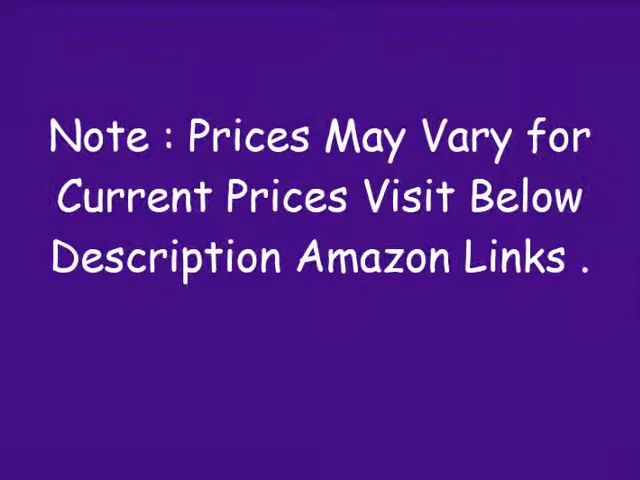 Note : Prices May Vary for
Current Prices Visit Below
Description Amazon Links .